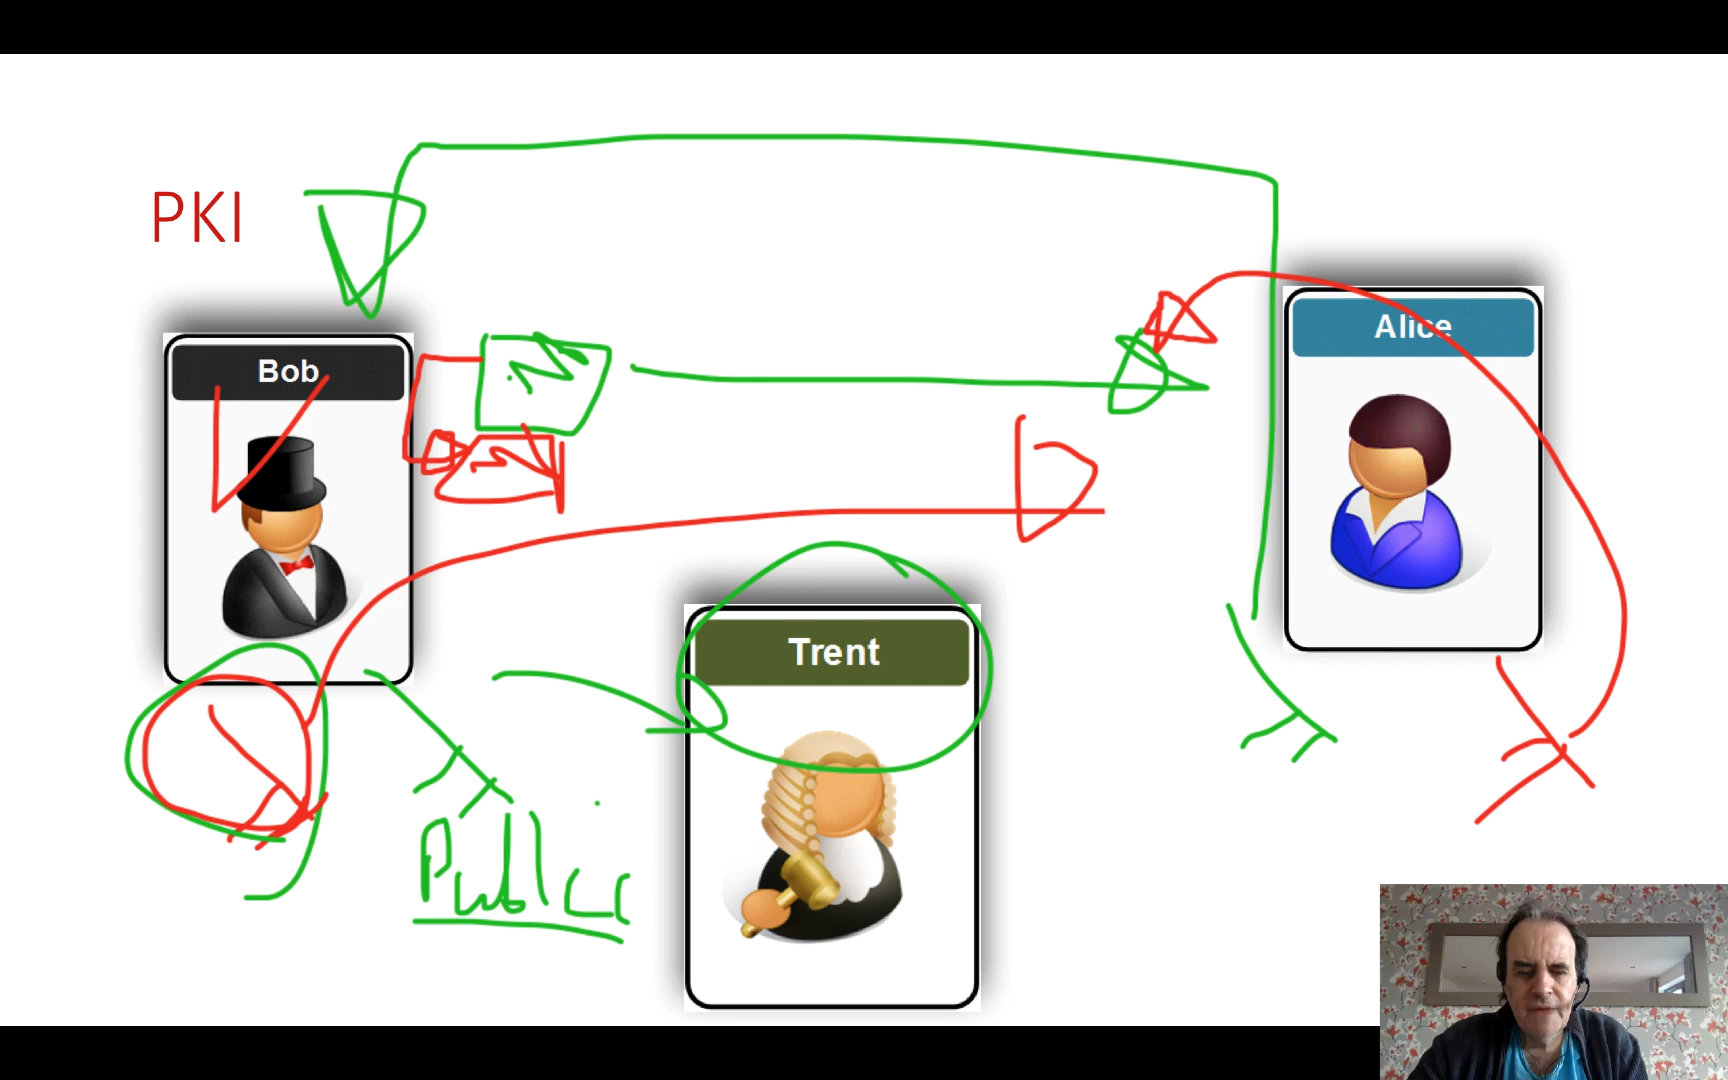 PKI
Bob
Alice
M
M
Trent
Public